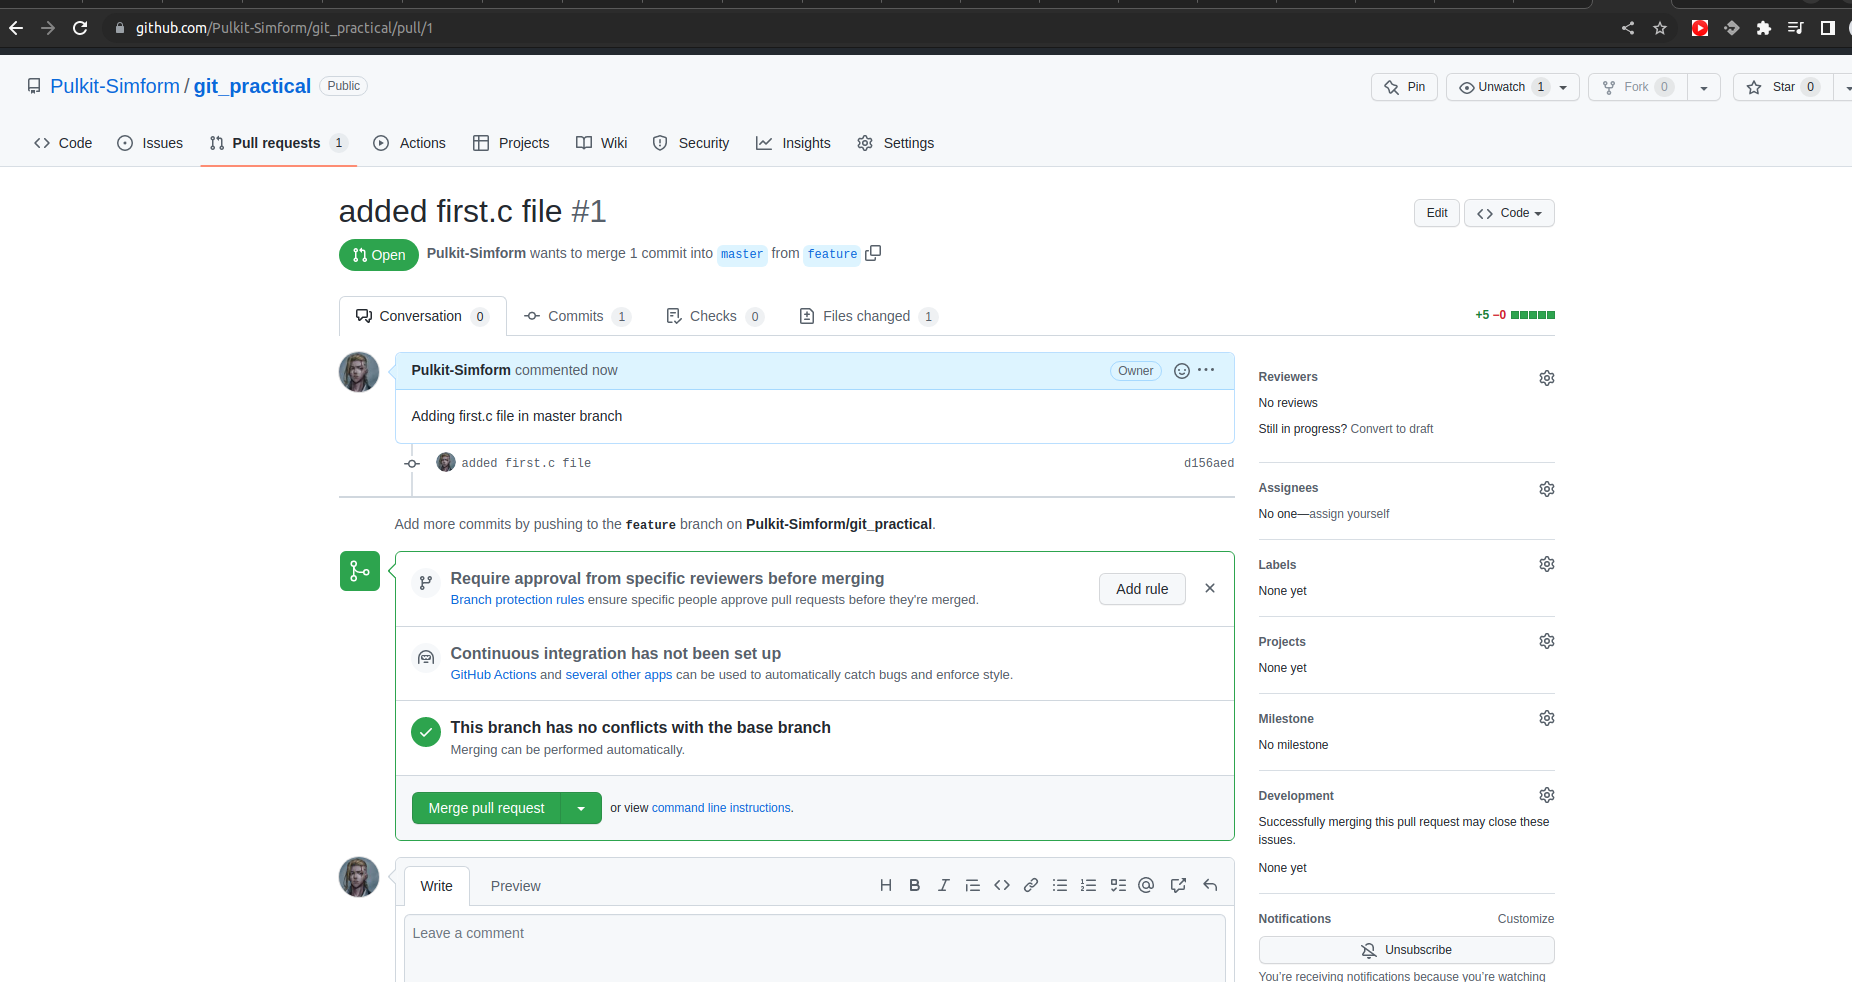 github.com/Pulkit-Simform/git_practical/pull/1
Pulkit-Simform / git_practical Public
Pin Unwatch 1 Fork 0 Star 0
Code Issues Pull requests 1 Actions Projects Wiki Insights Settings
added first.c file #1
Edit Code
Open Pulkit-Simform wants to merge 1 commit into master from feature
Conversation 0 Commits 1 Checks 0 Files changed 1
+5 −0
Pulkit-Simform commented now
Owner
Adding first.c file in master branch
added first.c file d156aed
Add more commits by pushing to the feature branch on Pulkit-Simform/git_practical.
Require approval from specific reviewers before merging
Branch protection rules ensure specific people approve pull requests before they're merged.
Add rule
Continuous integration has not been set up
GitHub Actions and several other apps can be used to automatically catch bugs and enforce style.
This branch has no conflicts with the base branch
Merging can be performed automatically.
Merge pull request or view command line instructions.
Write Preview
Leave a comment
Reviewers
No reviews
Still in progress? Convert to draft
Assignees
No one—assign yourself
Labels
None yet
Projects
None yet
Milestone
No milestone
Development
Successfully merging this pull request may close these
issues.
None yet
Notifications Customize
Unsubscribe
You're receiving notifications because you're watching